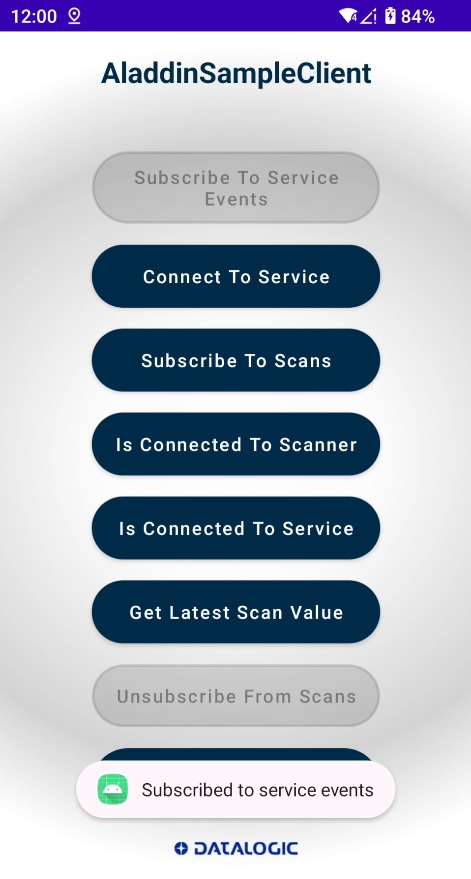 12:00
84%
AladdinSampleClient
Subscribe To Service
Events
Connect To Service
Subscribe To Scans
Is Connected To Scanner
Is Connected To Service
Get Latest Scan Value
Unsubscribe From Scans
Subscribed to service events
DATALOGIC